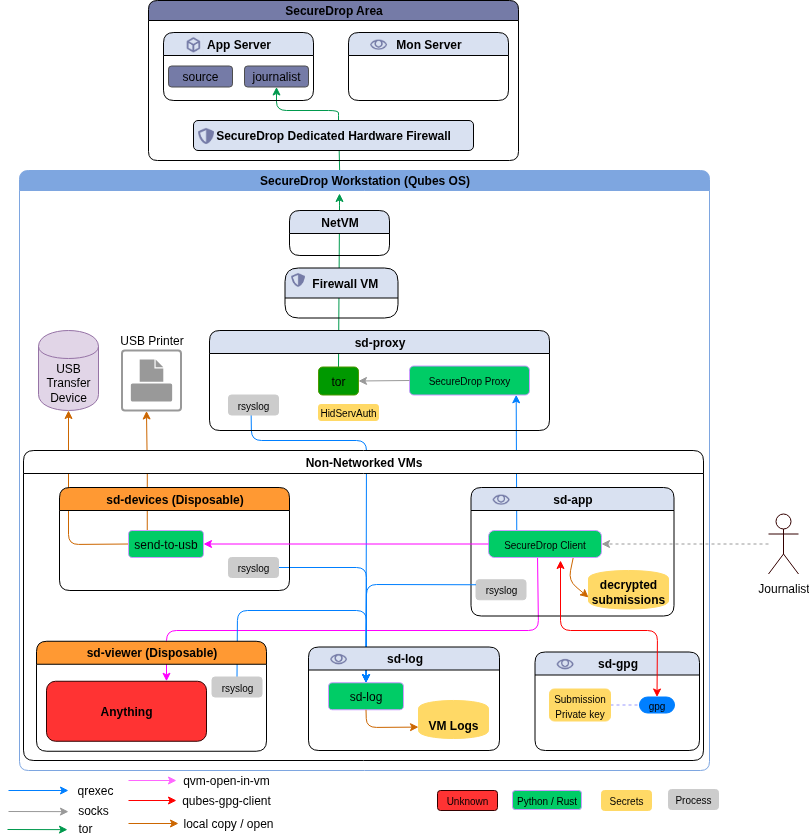 SecureDrop Area
App Server
Mon Server
source
journalist
SecureDrop Dedicated Hardware Firewall
SecureDrop Workstation (Qubes OS)
NetVM
Firewall VM
USB
Transfer
Device
USB Printer
sd-proxy
tor
SecureDrop Proxy
rsyslog
HidServAuth
Non-Networked VMs
sd-devices (Disposable)
send-to-usb
rsyslog
sd-app
SecureDrop Client
rsyslog
decrypted
submissions
Journalist
sd-viewer (Disposable)
rsyslog
Anything
sd-log
sd-log
VM Logs
sd-gpg
Submission
Private key
gpg
qrexec
socks
tor
qvm-open-in-vm
qubes-gpg-client
local copy / open
Unknown
Python / Rust
Secrets
Process